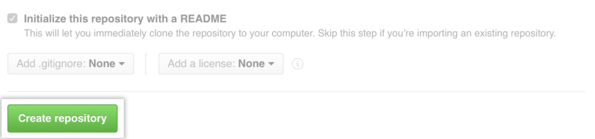 Initialize this repository with a README
This will let you immediately clone the repository to your computer. Skip this step if you're importing an existing repository.
Add .gitignore: None Add a license: None
Create repository